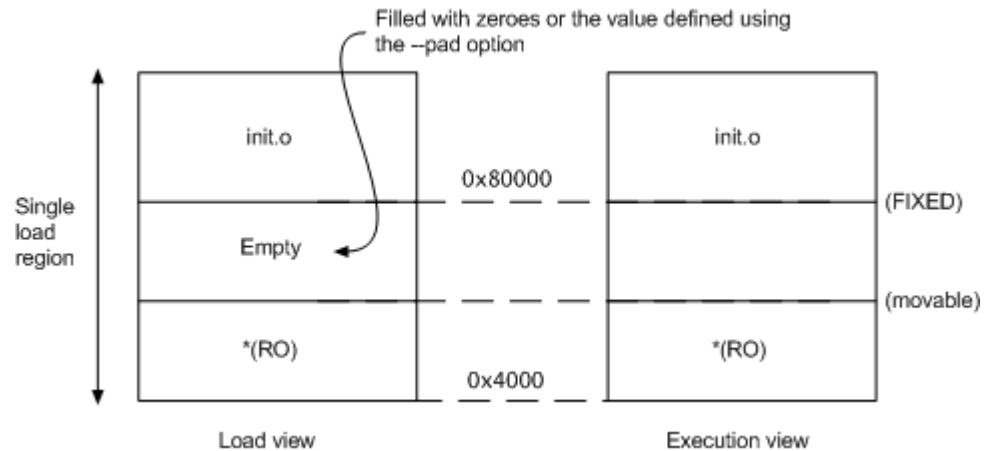 Filled with zeroes or the value defined using
the --pad option
init.o
init.o
0x80000
(FIXED)
Single
load
region
Empty
(movable)
*(RO)
*(RO)
0x4000
Load view
Execution view